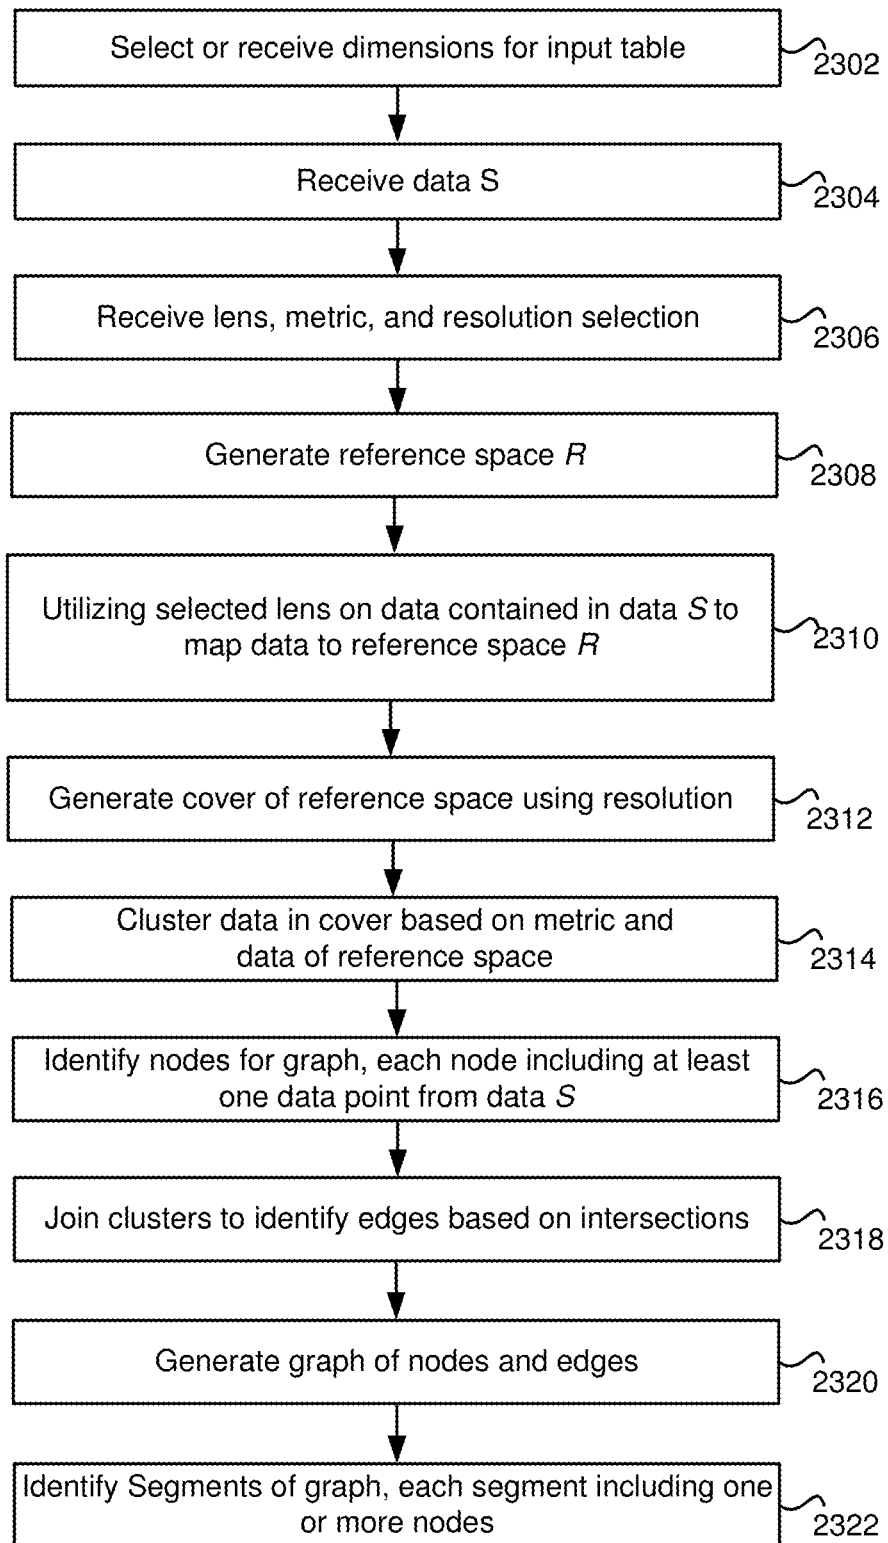 Select or receive dimensions for input table
2302
Receive data S
2304
Receive lens, metric, and resolution selection
2306
Generate reference space R
2308
Utilizing selected lens on data contained in data S to
map data to reference space R
2310
Generate cover of reference space using resolution
2312
Cluster data in cover based on metric and
data of reference space
2314
Identify nodes for graph, each node including at least
one data point from data S
2316
Join clusters to identify edges based on intersections
2318
Generate graph of nodes and edges
2320
Identify Segments of graph, each segment including one
or more nodes
2322